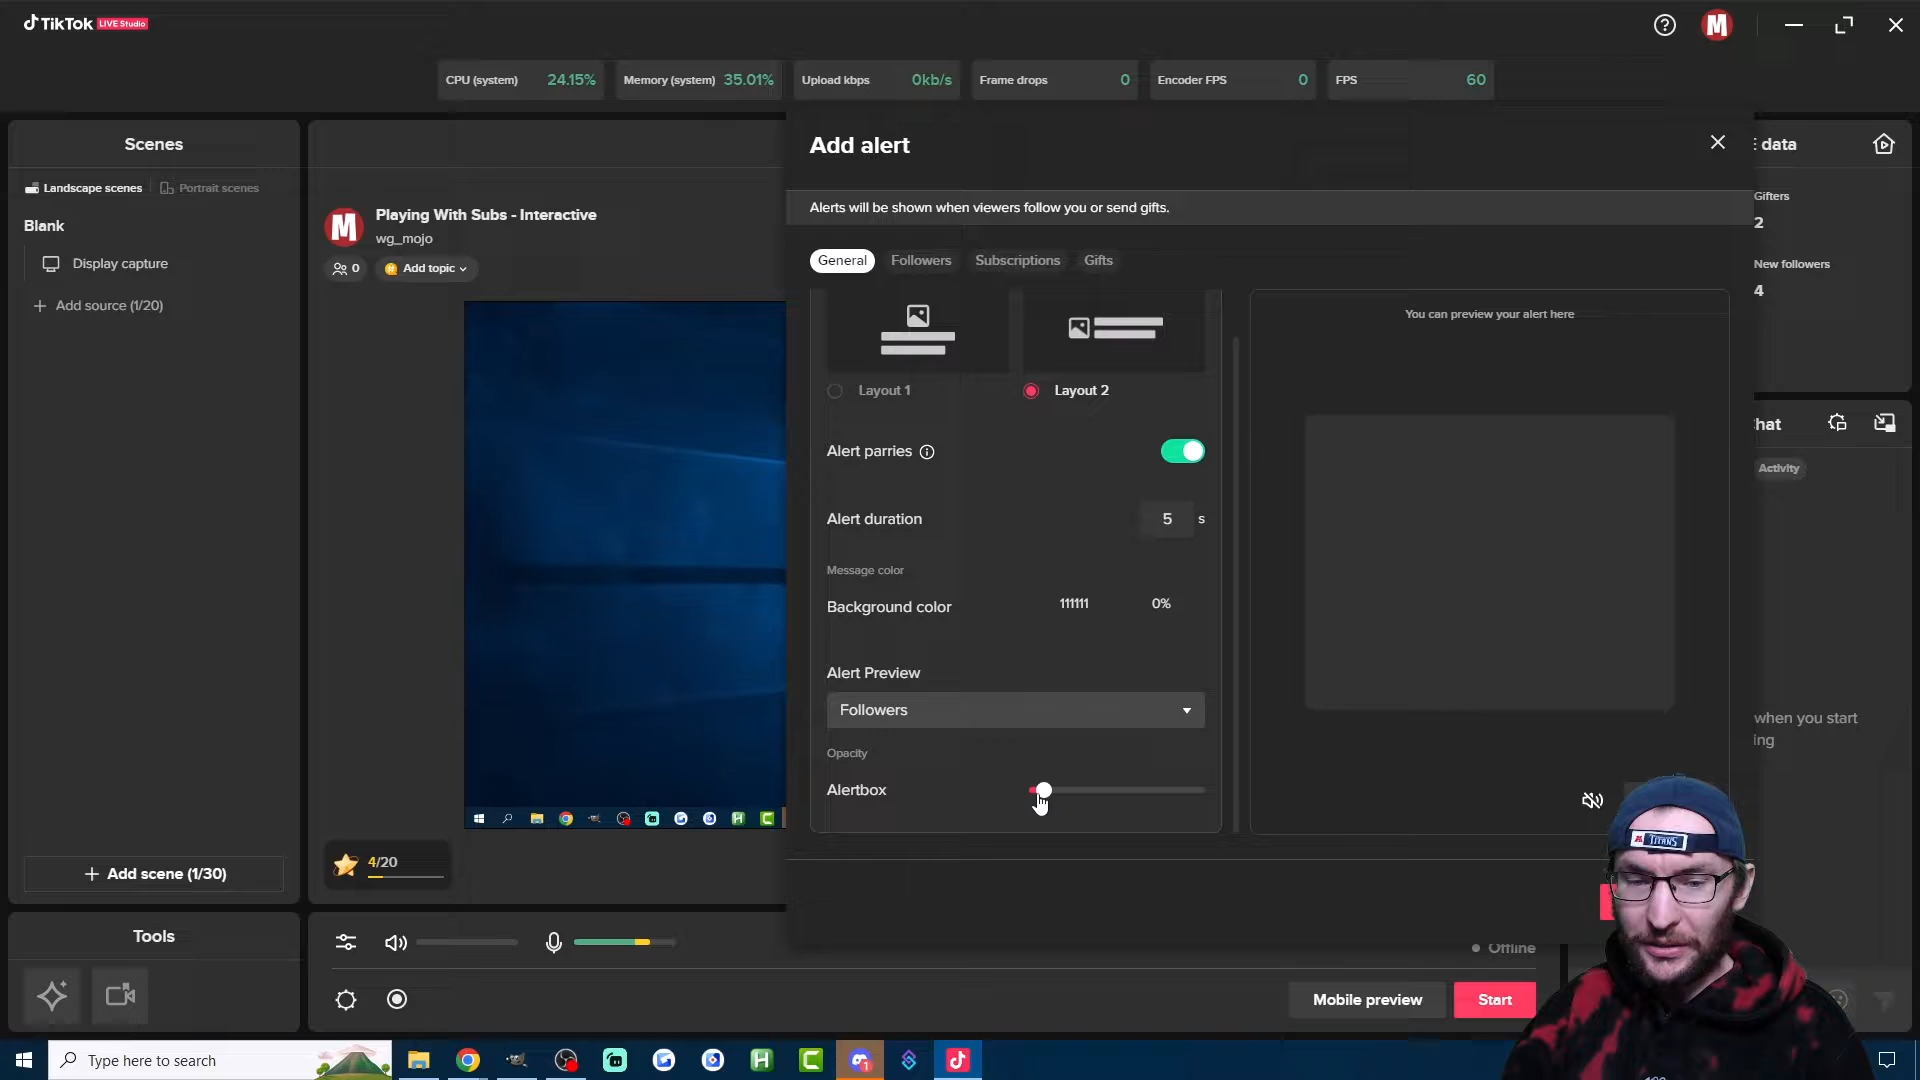 TikTok LIVE Studio
CPU (system) 24.15%
Memory (system) 35.01%
Upload kbps 0kb/s
Frame drops 0
Encoder FPS 0
FPS 60
Scenes
Landscape scenes
Portrait scenes
Blank
Display capture
+ Add source (1/20)
+ Add scene (1/30)
Tools
M
Playing With Subs - Interactive
wg_mojo
0
Add topic
4/20
Add alert
Alerts will be shown when viewers follow you or send gifts.
General
Followers
Subscriptions
Gifts
Layout 1
Layout 2
Alert parries
Alert duration
5 s
Message color
Background color
111111
0%
Alert Preview
Followers
Opacity
Alertbox
You can preview your alert here
data
Gifters
2
New followers
4
hat
Activity
when you start
ing
TITANS
Offline
Mobile preview
Start
Type here to search